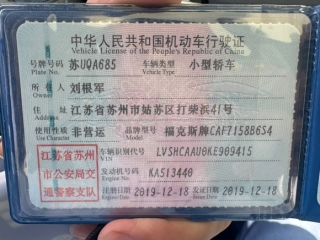 中华人民共和国机动车行驶证
Vehicle License of the People's Republic of China
号牌号码 苏UQA685 车辆类型 小型轿车
Plate No. Vehicle Type
所有人 刘根军
Owner
住址 江苏省苏州市姑苏区打柴浜41号
Address
使用性质 非营运 品牌型号 福克斯牌CAF7158B6S4
Use Character Model
江苏省苏州
市公安局交
通警察支队
车辆识别代号 LVSHCAAU0KE909415
VIN
发动机号码 KA513440
Engine No.
注册日期 2019-12-18 发证日期 2019-12-18
Register Date Issue Date